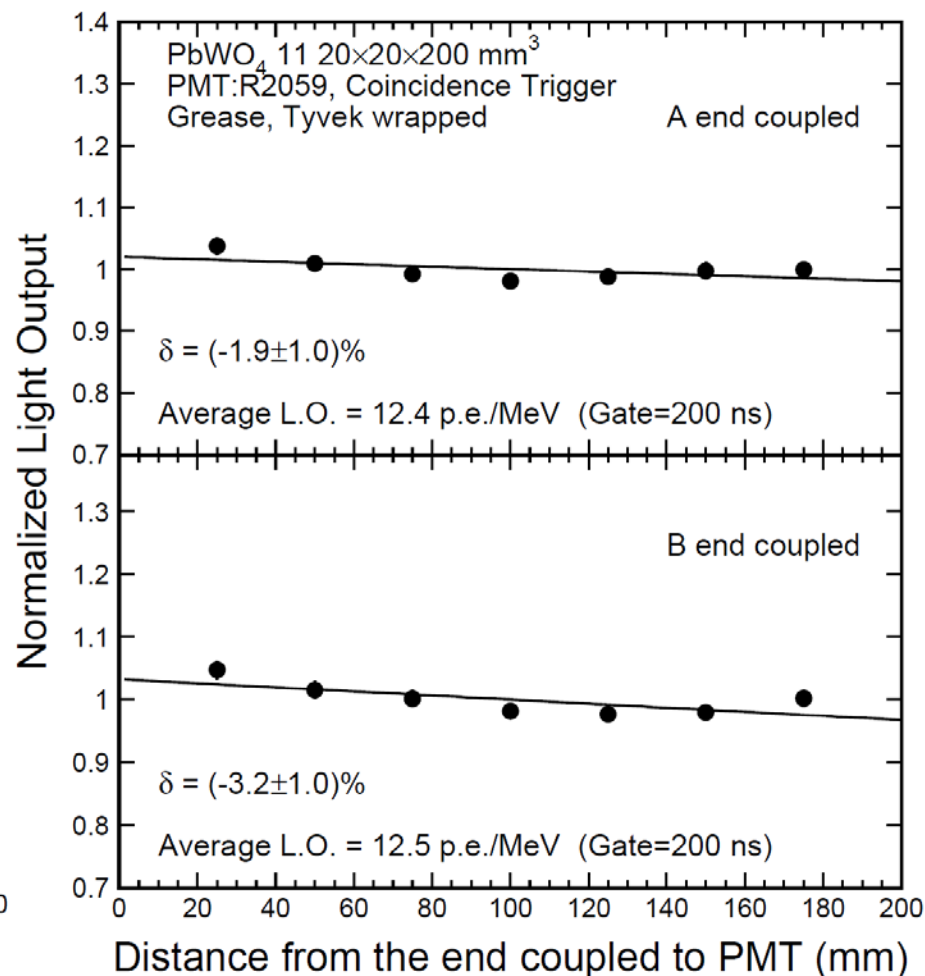 1.4
PbWO4 11 20×20×200 mm3
PMT:R2059, Coincidence Trigger
1.3
Grease, Tyvek wrapped
A end coupled
1.2
1.1
1
0.9
δ = (-1.9±1.0)%
0.8
Average L.O. = 12.4 p.e./MeV (Gate=200 ns)
0.7
Normalized Light Output
1.3
B end coupled
1.2
1.1
1
0.9
δ = (-3.2±1.0)%
0.8
Average L.O. = 12.5 p.e./MeV (Gate=200 ns)
0.7
0
0 20 40 60 80 100 120 140 160 180 200
Distance from the end coupled to PMT (mm)